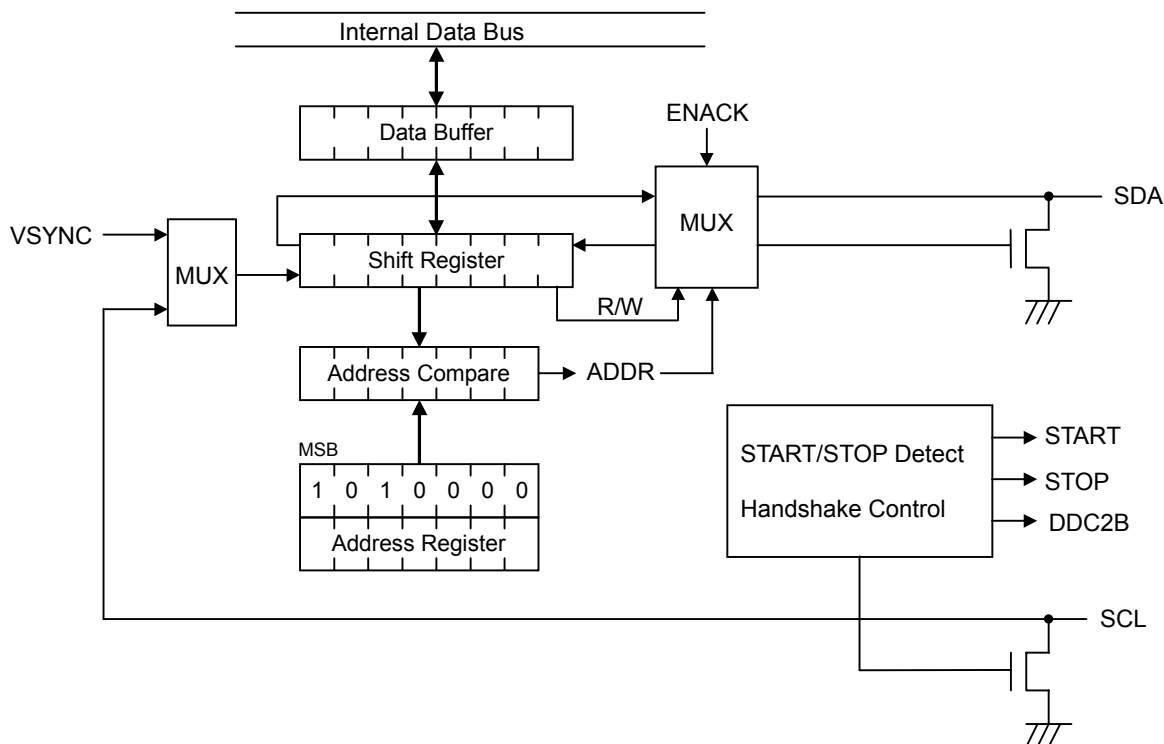 Internal Data Bus
Data Buffer
ENACK
MUX
SDA
VSYNC
MUX
Shift Register
R/W
Address Compare
ADDR
MSB
1 0 1 0 0 0 0
Address Register
START/STOP Detect
Handshake Control
START
STOP
DDC2B
SCL